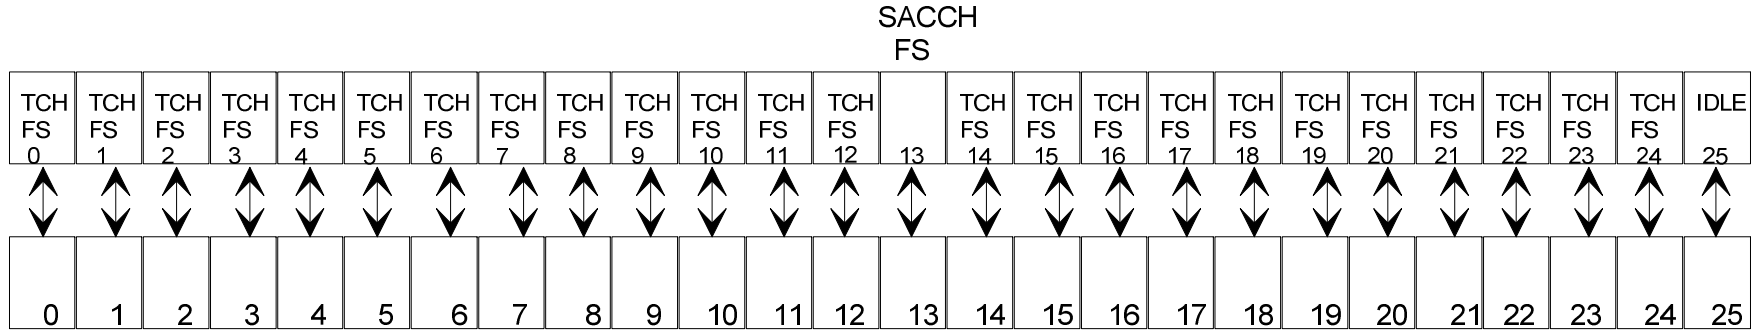 SACCH
FS
TCH TCH TCH TCH TCH TCH TCH TCH TCH TCH TCH TCH TCH TCH TCH TCH TCH TCH TCH TCH TCH TCH TCH TCH IDLE
FS FS FS FS FS FS FS FS FS FS FS FS FS FS FS FS FS FS FS FS FS FS FS FS
0 1 2 3 4 5 6 7 8 9 10 11 12 13 14 15 16 17 18 19 20 21 22 23 24 25
0 1 2 3 4 5 6 7 8 9 10 11 12 13 14 15 16 17 18 19 20 21 22 23 24 25